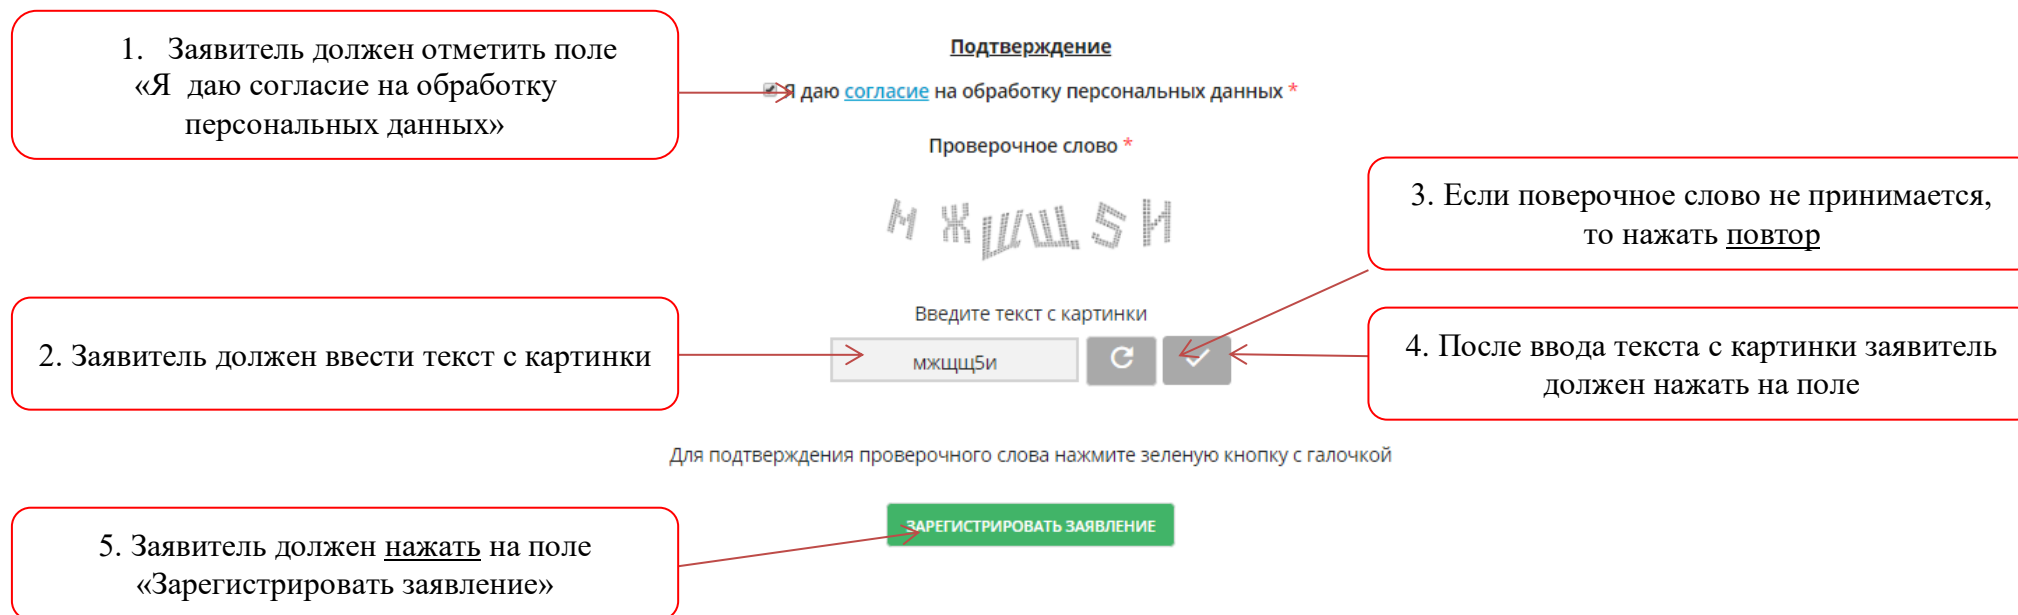 1. Заявитель должен отметить поле
«Я даю согласие на обработку
персональных данных»
Подтверждение
Я даю согласие на обработку персональных данных *
Проверочное слово *
М Ж Ш Щ 5 И
3. Если поверочное слово не принимается,
то нажать повтор
Введите текст с картинки
2. Заявитель должен ввести текст с картинки
мжщщ5и
4. После ввода текста с картинки заявитель
должен нажать на поле
Для подтверждения проверочного слова нажмите зеленую кнопку с галочкой
ЗАРЕГИСТРИРОВАТЬ ЗАЯВЛЕНИЕ
5. Заявитель должен нажать на поле
«Зарегистрировать заявление»